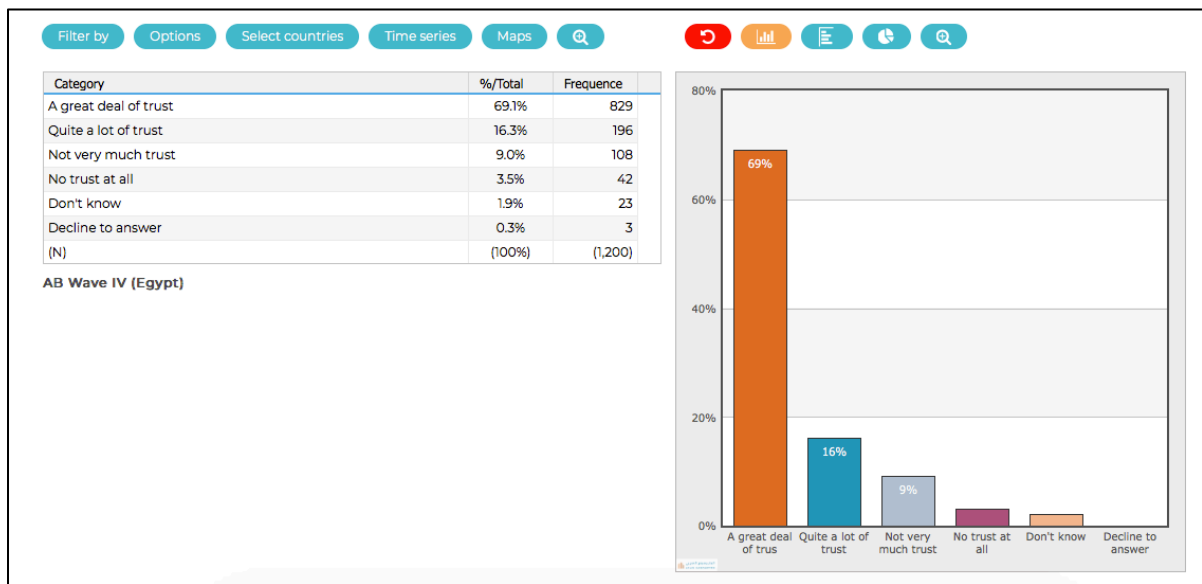 Filter by Options Select countries Time series Maps
Category %/Total Frequence
A great deal of trust 69.1% 829
Quite a lot of trust 16.3% 196
Not very much trust 9.0% 108
No trust at all 3.5% 42
Don't know 1.9% 23
Decline to answer 0.3% 3
(N) (100%) (1,200)
AB Wave IV (Egypt)
80%
60%
40%
20%
0%
69%
16%
9%
A great deal of trus
Quite a lot of trust
Not very much trust
No trust at all
Don't know
Decline to answer